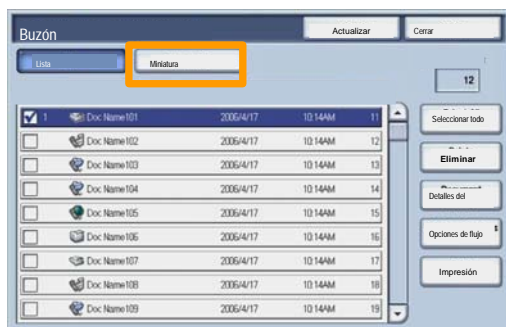 Buzón Actualizar Cerrar
Lista Miniatura
12
1 Doc Name101 2006/4/17 10:14AM 11
Doc Name102 2006/4/17 10:14AM 12
Doc Name103 2006/4/17 10:14AM 13
Doc Name104 2006/4/17 10:14AM 14
Doc Name105 2006/4/17 10:14AM 15
Doc Name106 2006/4/17 10:14AM 16
Doc Name107 2006/4/17 10:14AM 17
Doc Name108 2006/4/17 10:14AM 18
Doc Name109 2006/4/17 10:14AM 19
Seleccionar todo
Eliminar
Detalles del
Opciones de flujo
Impresión